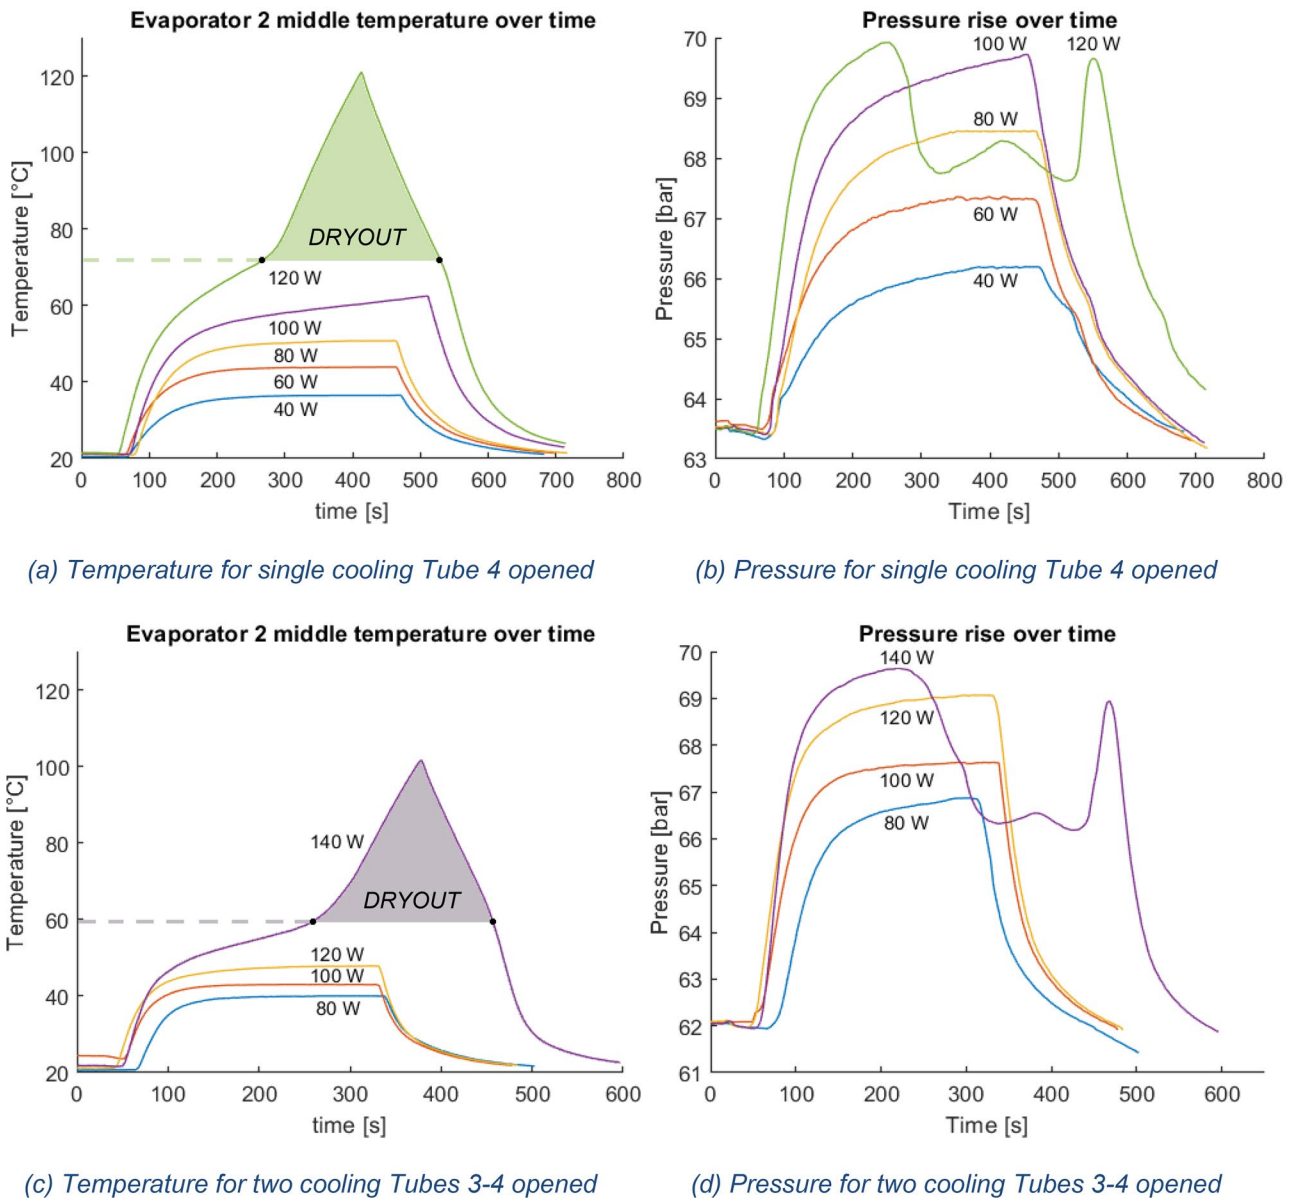 Evaporator 2 middle temperature over time
Temperature [°C]
120
100
80
60
40
20
DRYOUT
120 W
100 W
80 W
60 W
40 W
0 100 200 300 400 500 600 700 800
time [s]
(a) Temperature for single cooling Tube 4 opened
Pressure rise over time
Pressure [bar]
70
69
68
67
66
65
64
63
100 W 120 W
80 W
60 W
40 W
0 100 200 300 400 500 600 700 800
Time [s]
(b) Pressure for single cooling Tube 4 opened
Evaporator 2 middle temperature over time
Temperature [°C]
120
100
80
60
40
20
140 W
DRYOUT
120 W
100 W
80 W
0 100 200 300 400 500 600
time [s]
(c) Temperature for two cooling Tubes 3-4 opened
Pressure rise over time
Pressure [bar]
70
69
68
67
66
65
64
63
62
61
140 W
120 W
100 W
80 W
0 100 200 300 400 500 600
Time [s]
(d) Pressure for two cooling Tubes 3-4 opened